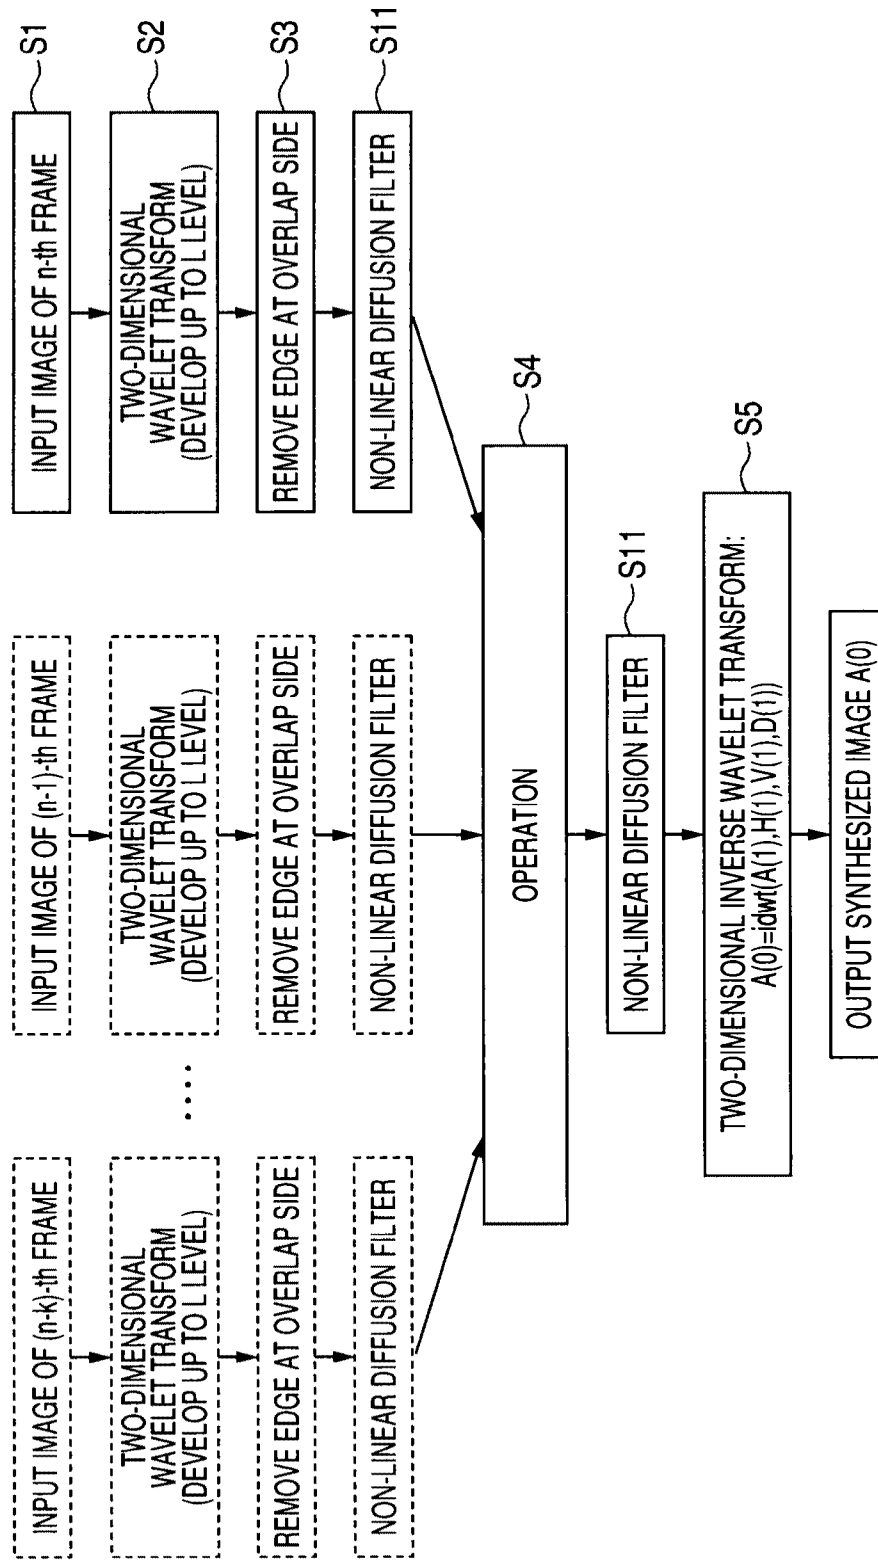 INPUT IMAGE OF (n-k)-th FRAME
INPUT IMAGE OF (n-1)-th FRAME
INPUT IMAGE OF n-th FRAME
S1
TWO-DIMENSIONAL
WAVELET TRANSFORM
(DEVELOP UP TO L LEVEL)
....
TWO-DIMENSIONAL
WAVELET TRANSFORM
(DEVELOP UP TO L LEVEL)
TWO-DIMENSIONAL
WAVELET TRANSFORM
(DEVELOP UP TO L LEVEL)
S2
REMOVE EDGE AT OVERLAP SIDE
REMOVE EDGE AT OVERLAP SIDE
REMOVE EDGE AT OVERLAP SIDE
S3
NON-LINEAR DIFFUSION FILTER
NON-LINEAR DIFFUSION FILTER
NON-LINEAR DIFFUSION FILTER
S11
OPERATION
S4
NON-LINEAR DIFFUSION FILTER
S11
TWO-DIMENSIONAL INVERSE WAVELET TRANSFORM:
A(0)=idwt(A(1),H(1),V(1),D(1))
S5
OUTPUT SYNTHESIZED IMAGE A(0)